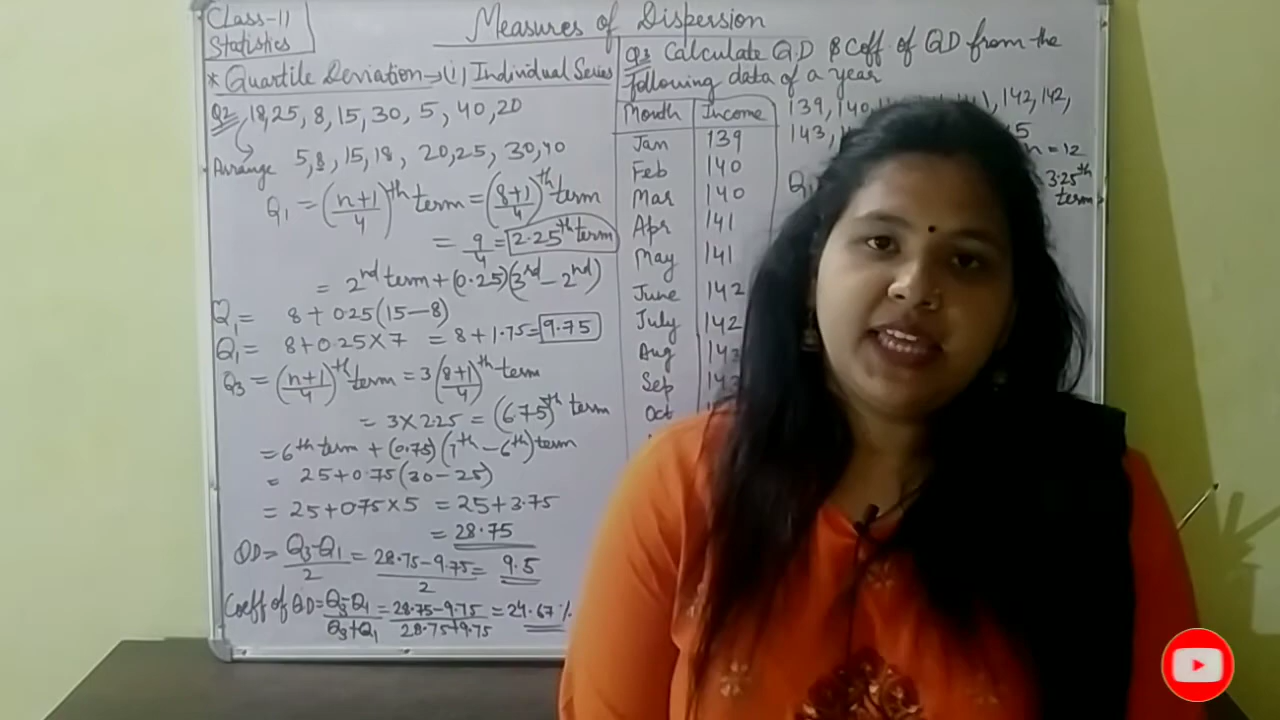 Class-11
Statistics
Measures of Dispersion
* Quartile Deviation → (1) Individual Series
Q2 18, 25, 8, 15, 30, 5, 40, 20
Arrange 5, 8, 15, 18, 20, 25, 30, 40
Q1 = (n+1/4)th term = (8+1/4)th term
= 9/4 = 2.25th term
= 2nd term + (0.25)(3rd - 2nd)
Q1 = 8 + 0.25(15-8)
Q1 = 8+0.25×7 = 8+1.75 = 9.75
Q3 = (n+1/4)th term = 3(8+1/4)th term
= 3×2.25 = (6.75)th term
= 6th term + (0.75)(7th - 6th) term
= 25+0.75(30-25)
= 25+075×5 = 25+3.75
= 28.75
QD = Q3-Q1/2 = 28.75-9.75/2 = 9.5
Coeff of QD = Q3-Q1/Q3+Q1 = 28.75-9.75/28.75+9.75 = 24.67%
Q3 Calculate Q.D & Coff of QD from the
following data of a year
Month Income
Jan 139
Feb 140
Mar 140
Apr 141
May 141
June 142
July 142
Aug 143
Sep 143
Oct
139, 140, 142, 142,
143,
n = 12
3.25th
term